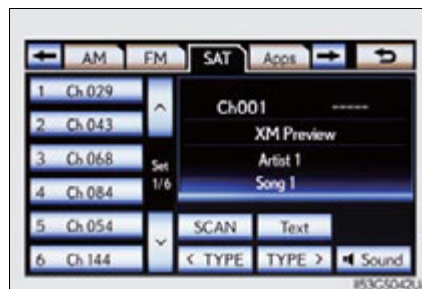 AM FM SAT Apps
1 Ch 029
2 Ch 043
3 Ch 068
4 Ch 084
5 Ch 054
6 Ch 144
Set
1/6
Ch001 -----
XM Preview
Artist 1
Song 1
SCAN Text
< TYPE TYPE > Sound
II53GS042Li